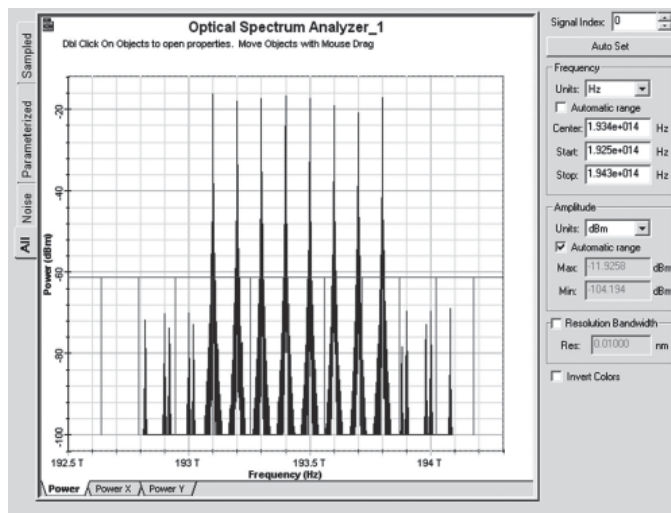 Optical Spectrum Analyzer_1
Dbl Click On Objects to open properties. Move Objects with Mouse Drag
Sampled
Parameterized
Noise
All
Power (dBm)
-20
-40
-60
-80
-100
192.5 T
193 T
193.5 T
194 T
Frequency (Hz)
Power
Power X
Power Y
Signal Index: 0
Auto Set
Frequency
Units: Hz
Automatic range
Center: 1.934e+014 Hz
Start: 1.925e+014 Hz
Stop: 1.943e+014 Hz
Amplitude
Units: dBm
Automatic range
Max: -11.9258 dBm
Min: -104.194 dBm
Resolution Bandwidth
Res: 0.01000 nm
Invert Colors